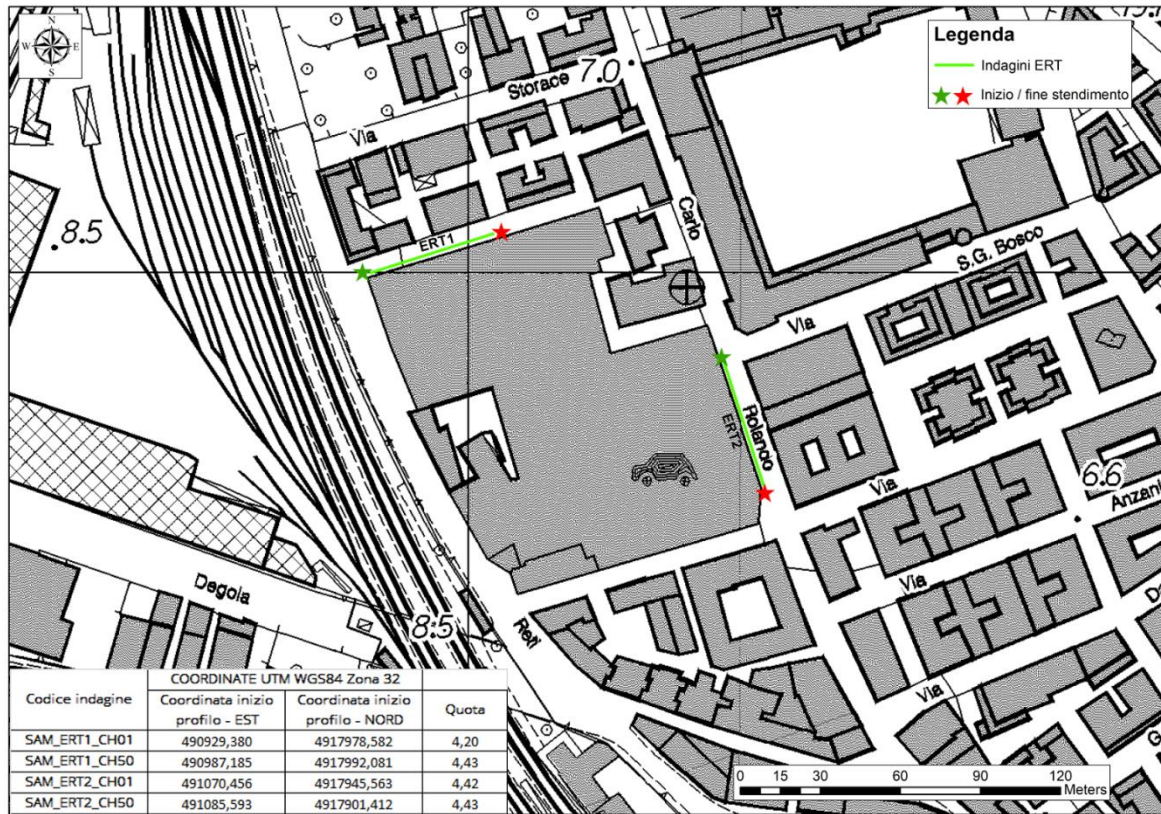 N
W E
S
15.0
Legenda
Indagini ERT
Inizio / fine stendimento
Via Storace 7.0
.8.5
ERT1
Carlo
Via S.G. Bosco
ERT2
Rolando
Via Anzani
6.6
Via
Degola
8.5
Reti
Via
0 15 30 60 90 120
Meters
COORDINATE UTM WGS84 Zona 32
Codice indagine Coordinata inizio profilo - EST Coordinata inizio profilo - NORD Quota
SAM_ERT1_CH01 490929,380 4917978,582 4,20
SAM_ERT1_CH50 490987,185 4917992,081 4,43
SAM_ERT2_CH01 491070,456 4917945,563 4,42
SAM_ERT2_CH50 491085,593 4917901,412 4,43